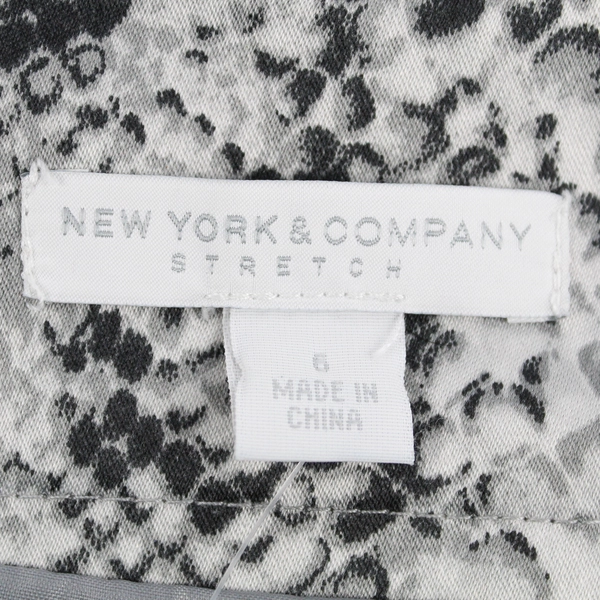 NEW YORK & COMPANY
STRETCH
6
MADE IN
CHINA